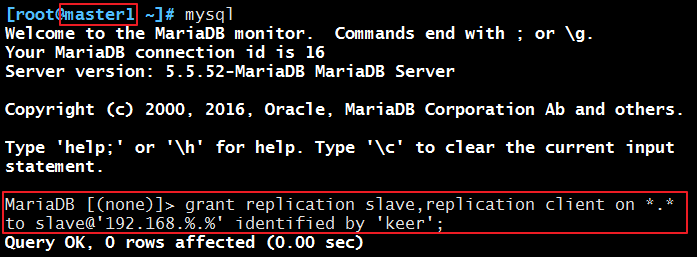 [root@master1 ~]# mysql
Welcome to the MariaDB monitor.  Commands end with ; or \g.
Your MariaDB connection id is 16
Server version: 5.5.52-MariaDB MariaDB Server
Copyright (c) 2000, 2016, Oracle, MariaDB Corporation Ab and others.
Type 'help;' or '\h' for help. Type '\c' to clear the current input
statement.
MariaDB [(none)]> grant replication slave,replication client on *.*
to slave@'192.168.%.%' identified by 'keer';
Query OK, 0 rows affected (0.00 sec)